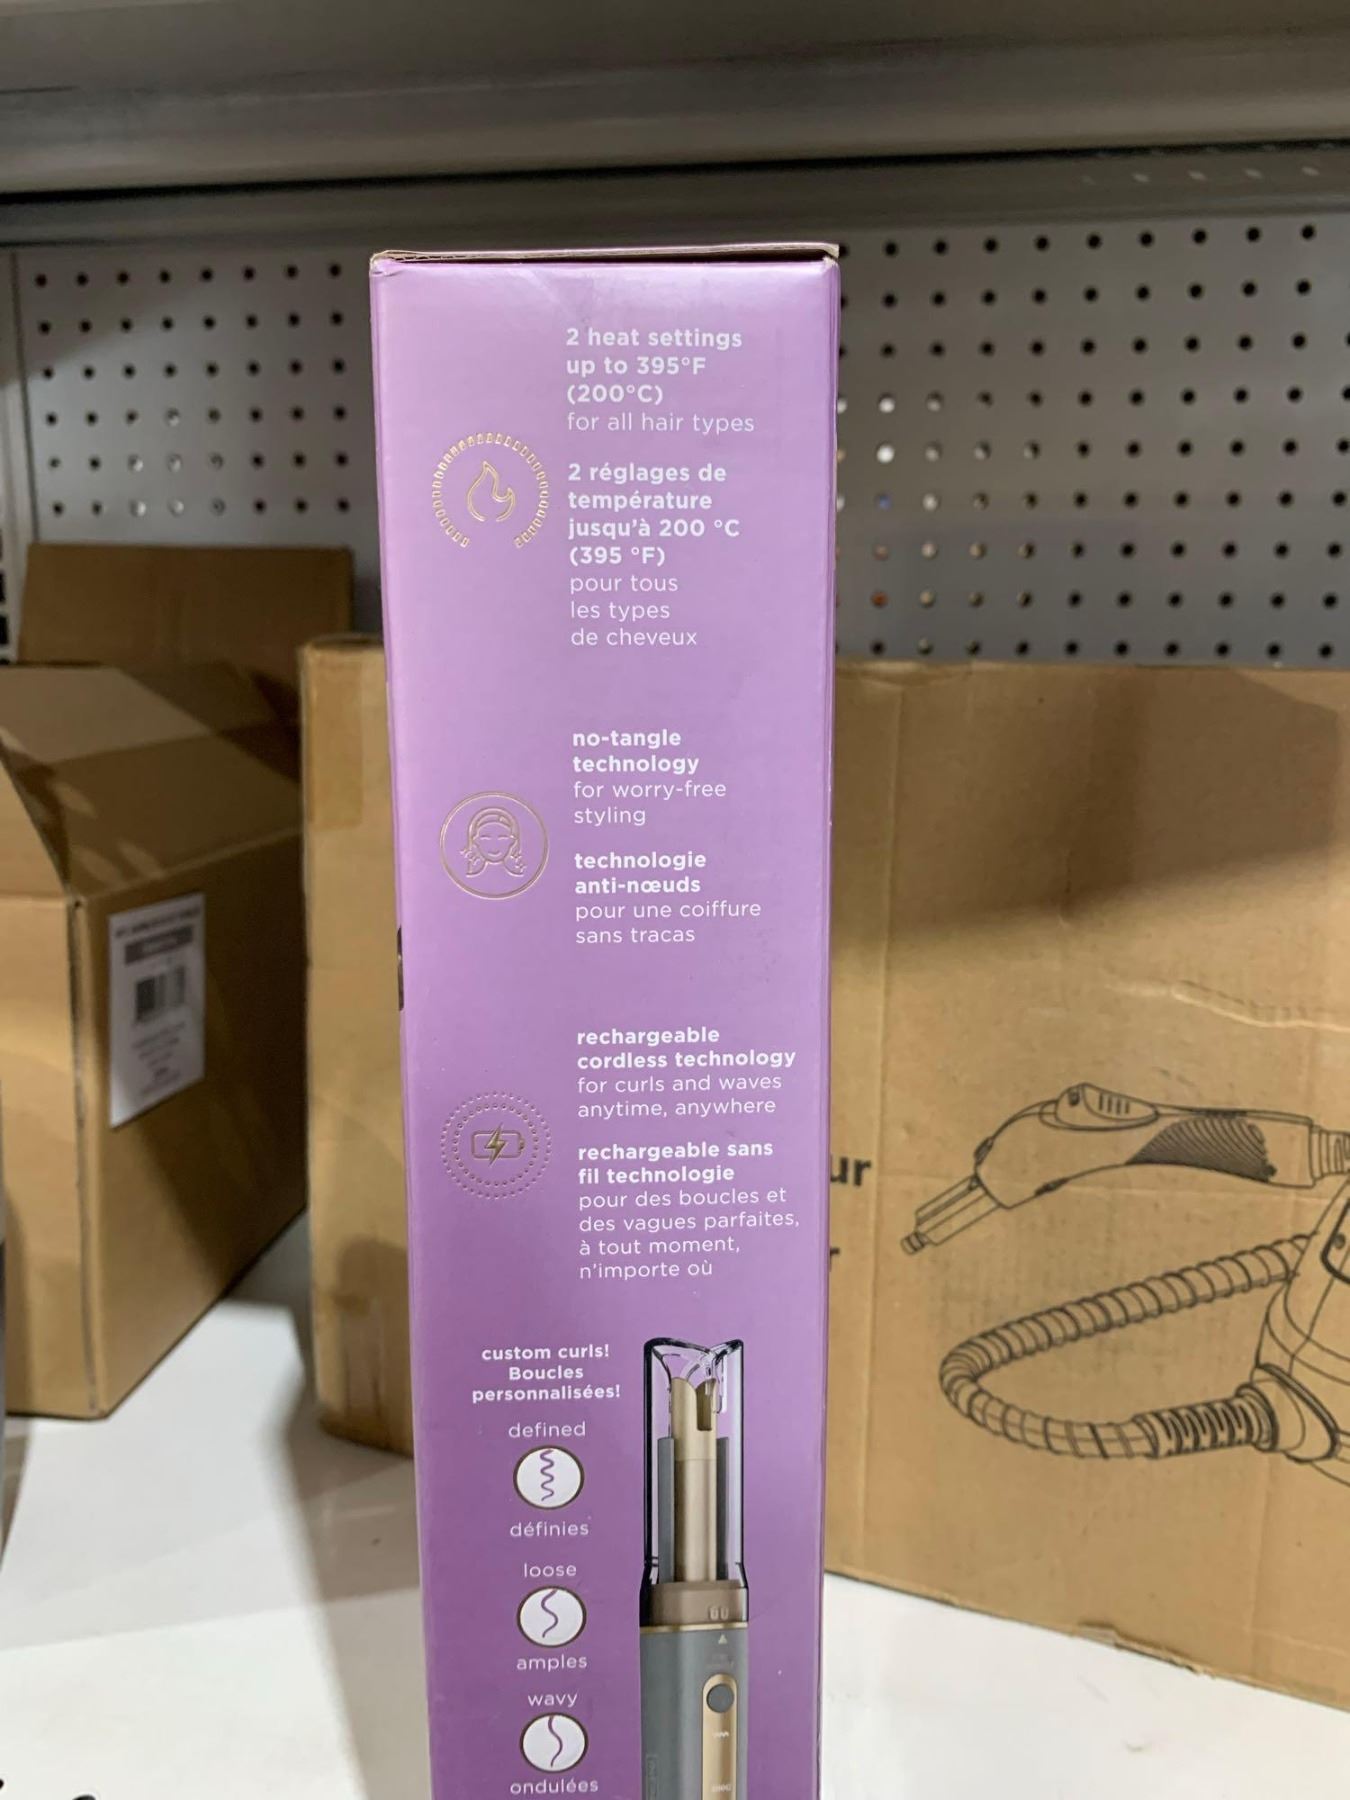 2 heat settings
up to 395°F
(200°C)
for all hair types
2 réglages de
température
jusqu'à 200 °C
(395 °F)
pour tous
les types
de cheveux
no-tangle
technology
for worry-free
styling
technologie
anti-nœuds
pour une coiffure
sans tracas
rechargeable
cordless technology
for curls and waves
anytime, anywhere
rechargeable sans
fil technologie
pour des boucles et
des vagues parfaites,
à tout moment,
n'importe où
custom curls!
Boucles
personnalisées!
defined
définies
loose
amples
wavy
ondulées
ur
r